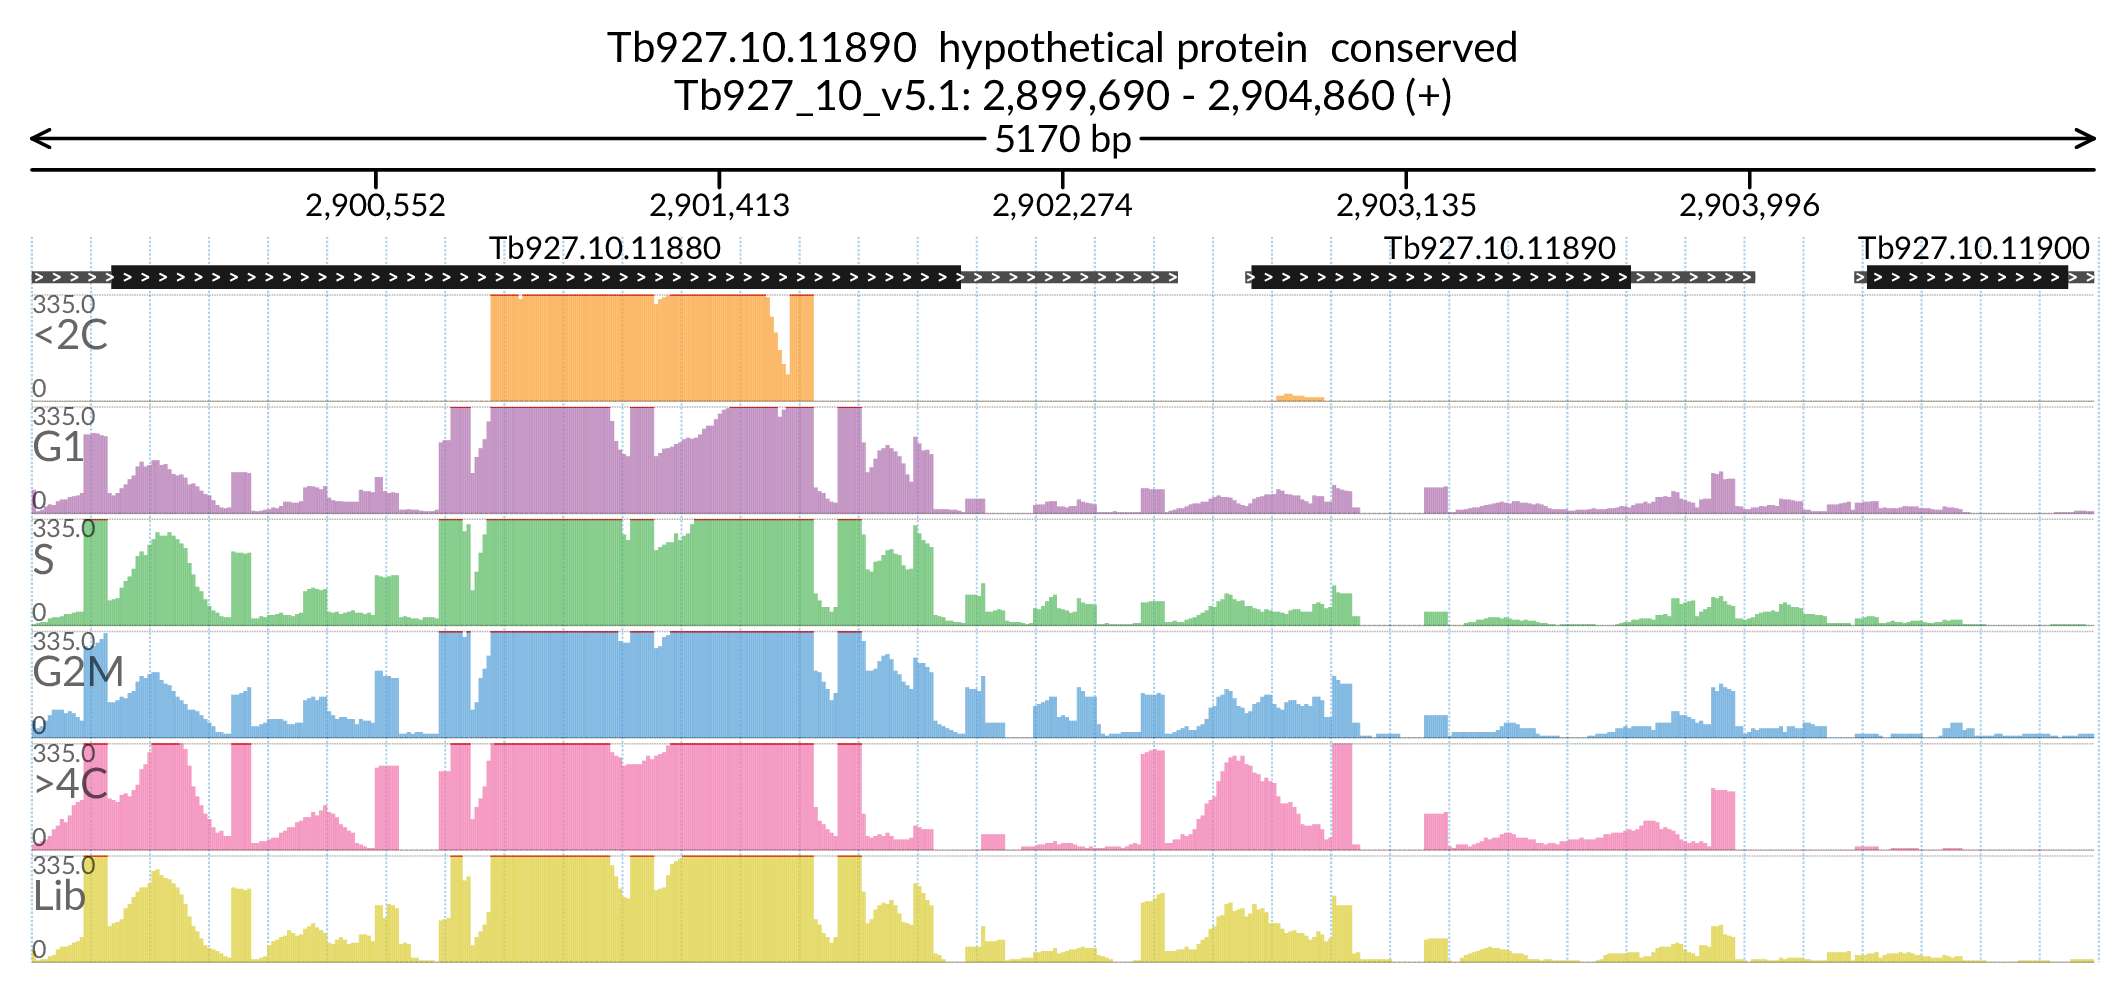 Tb927.10.11890 hypothetical protein conserved
Tb927_10_v5.1: 2,899,690 - 2,904,860 (+)
5170 bp
2,900,552 2,901,413 2,902,274 2,903,135 2,903,996
Tb927.10.11880 Tb927.10.11890 Tb927.10.11900
335.0
<2C
0
335.0
G1
0
335.0
S
0
335.0
G2M
0
335.0
>4C
0
335.0
Lib
0